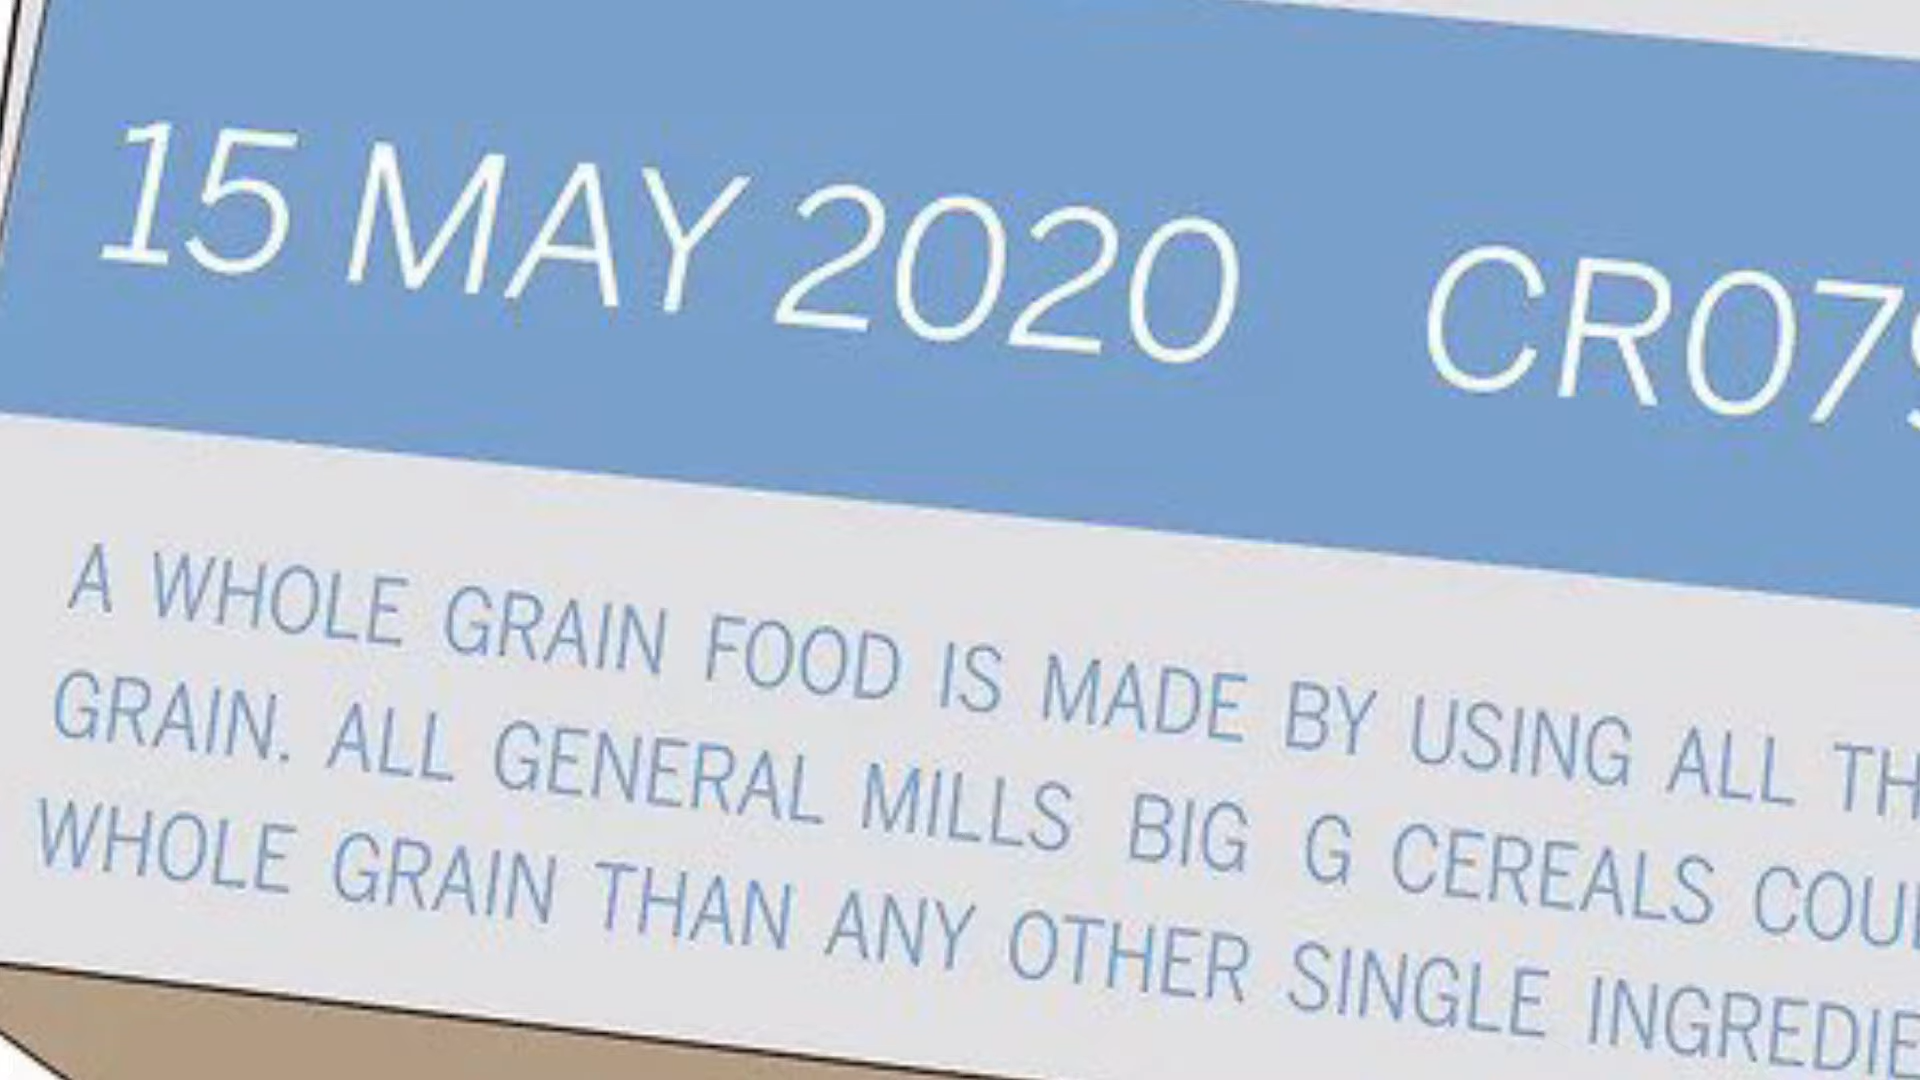 15 MAY 2020 CR079
A WHOLE GRAIN FOOD IS MADE BY USING ALL TH
GRAIN. ALL GENERAL MILLS BIG G CEREALS COU
WHOLE GRAIN THAN ANY OTHER SINGLE INGREDIE